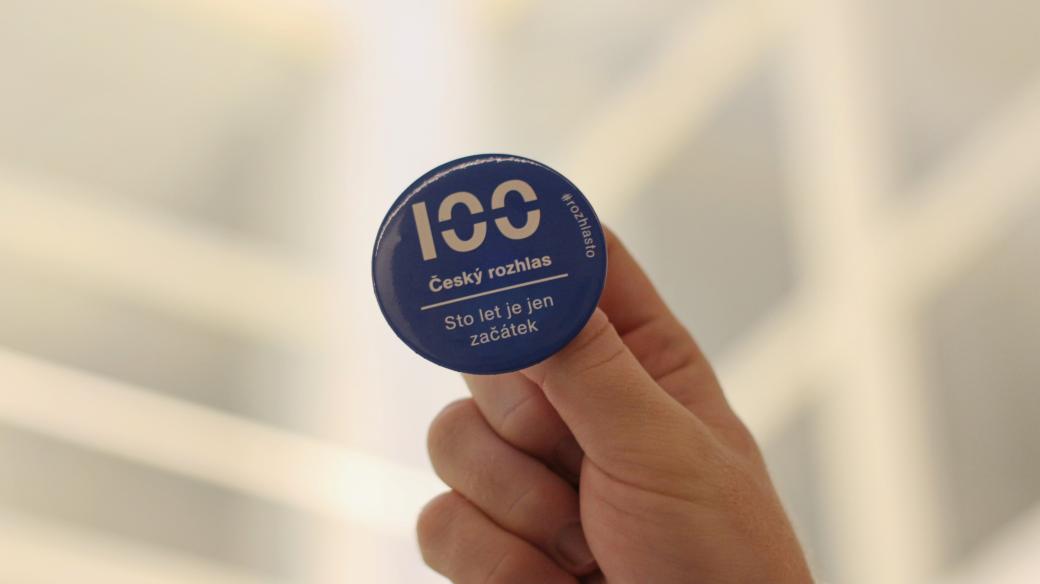 100
Český rozhlas
Sto let je jen
začátek
#rozhlasto